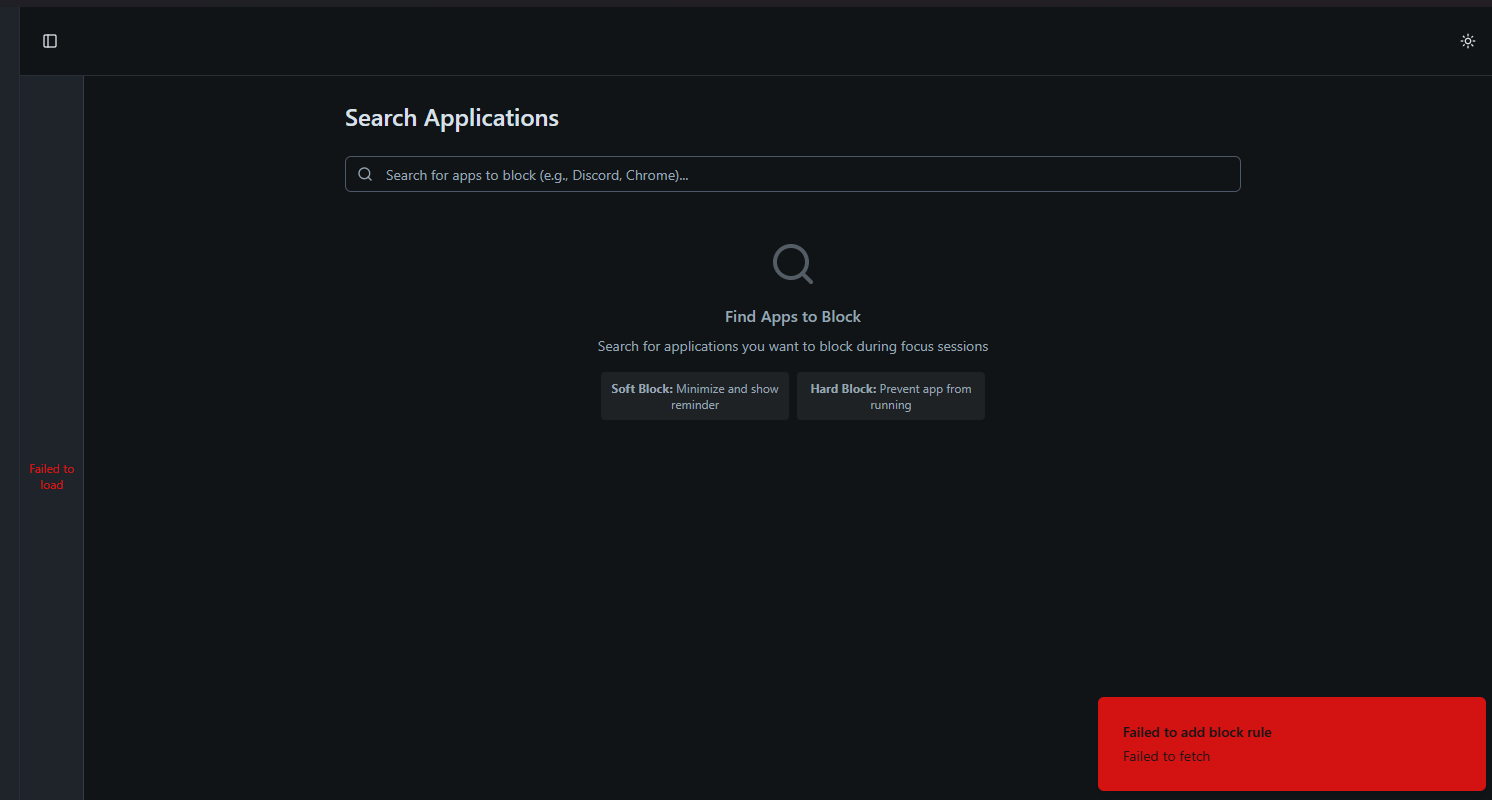 Search Applications
Search for apps to block (e.g., Discord, Chrome)...
Find Apps to Block
Search for applications you want to block during focus sessions
Soft Block: Minimize and show
reminder
Hard Block: Prevent app from
running
Failed to
load
Failed to add block rule
Failed to fetch